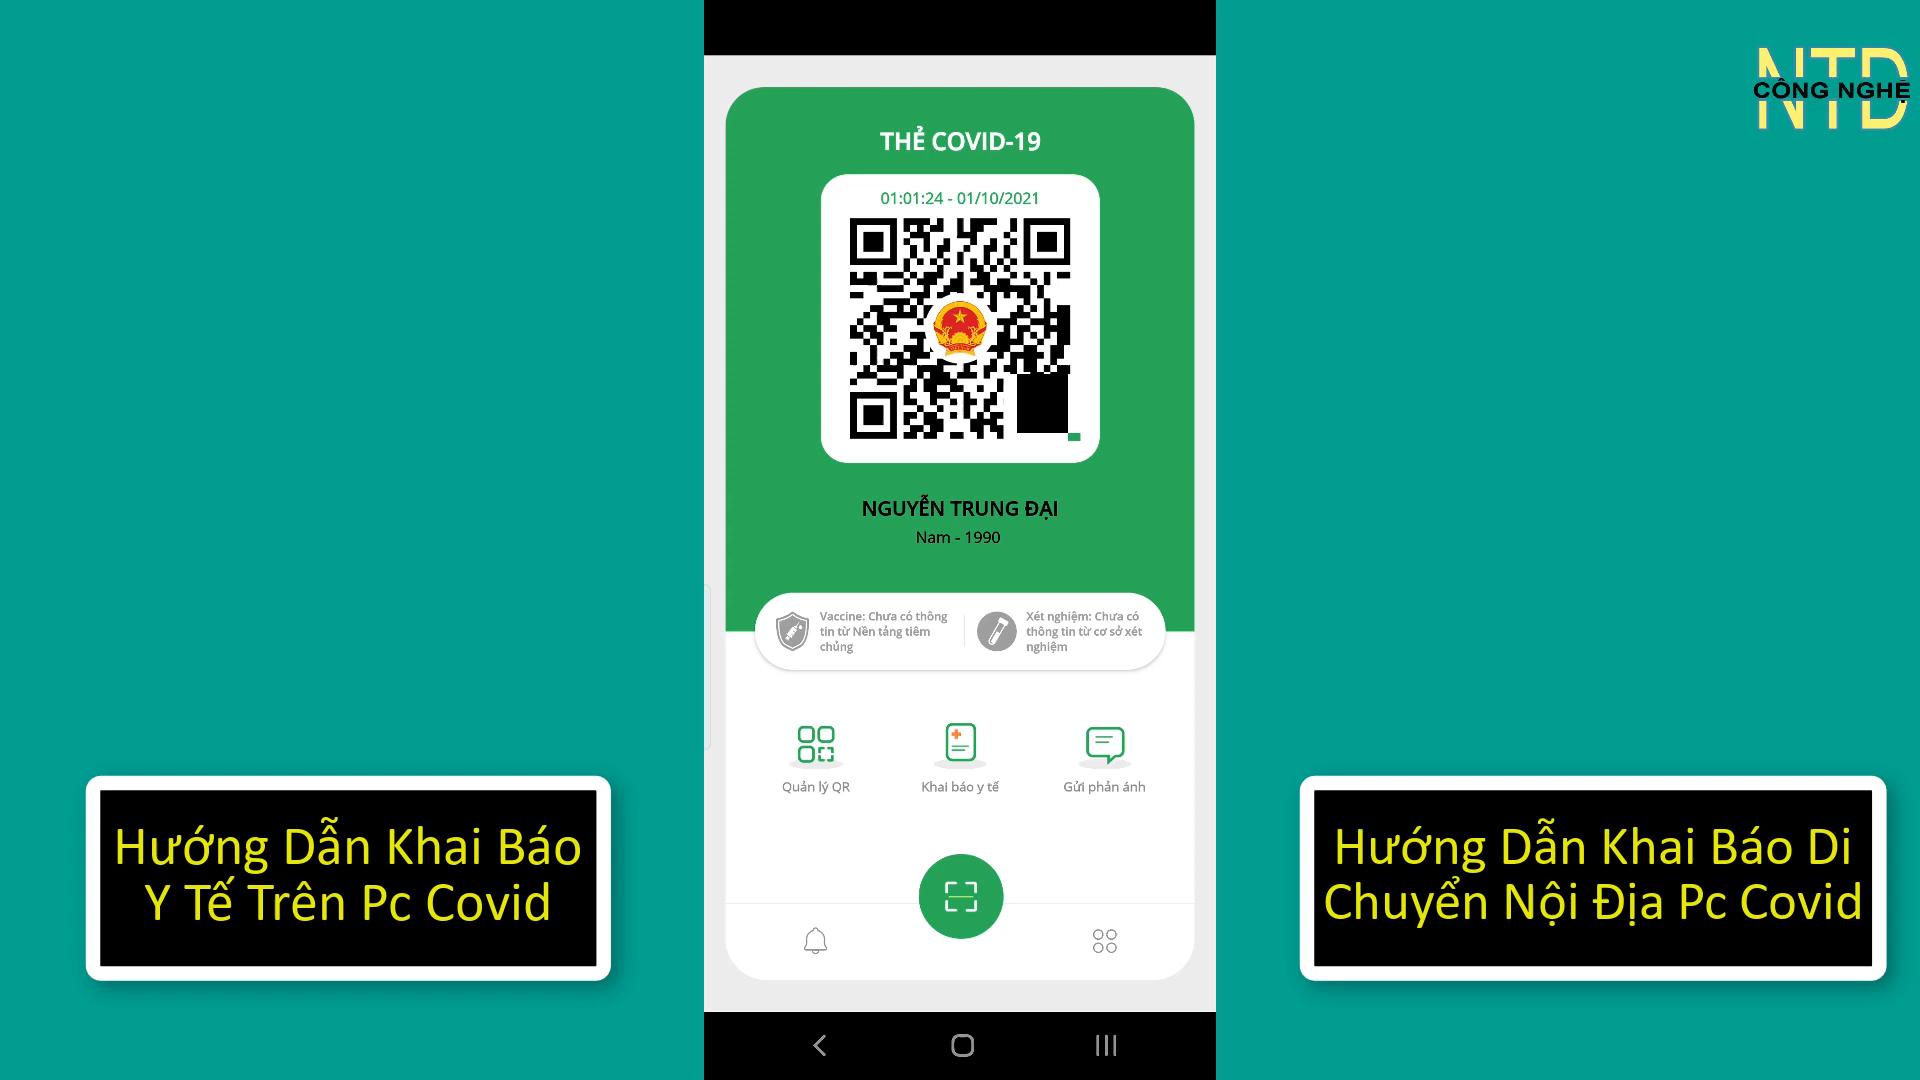 NTD
CÔNG NGHỆ
THẺ COVID-19
01:01:24 - 01/10/2021
NGUYỄN TRUNG ĐẠI
Nam - 1990
Vaccine: Chưa có thông
tin từ Nền tảng tiêm
chủng
Xét nghiệm: Chưa có
thông tin từ cơ sở xét
nghiệm
Quản lý QR
Khai báo y tế
Gửi phản ánh
Hướng Dẫn Khai Báo
Y Tế Trên Pc Covid
Hướng Dẫn Khai Báo Di
Chuyển Nội Địa Pc Covid